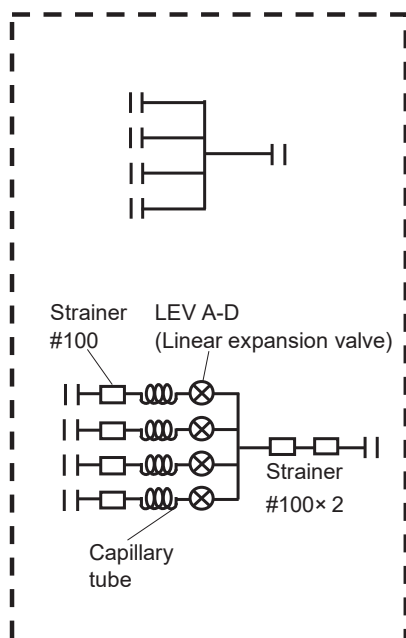 Strainer
#100
LEV A-D
(Linear expansion valve)
Strainer
#100× 2
Capillary
tube